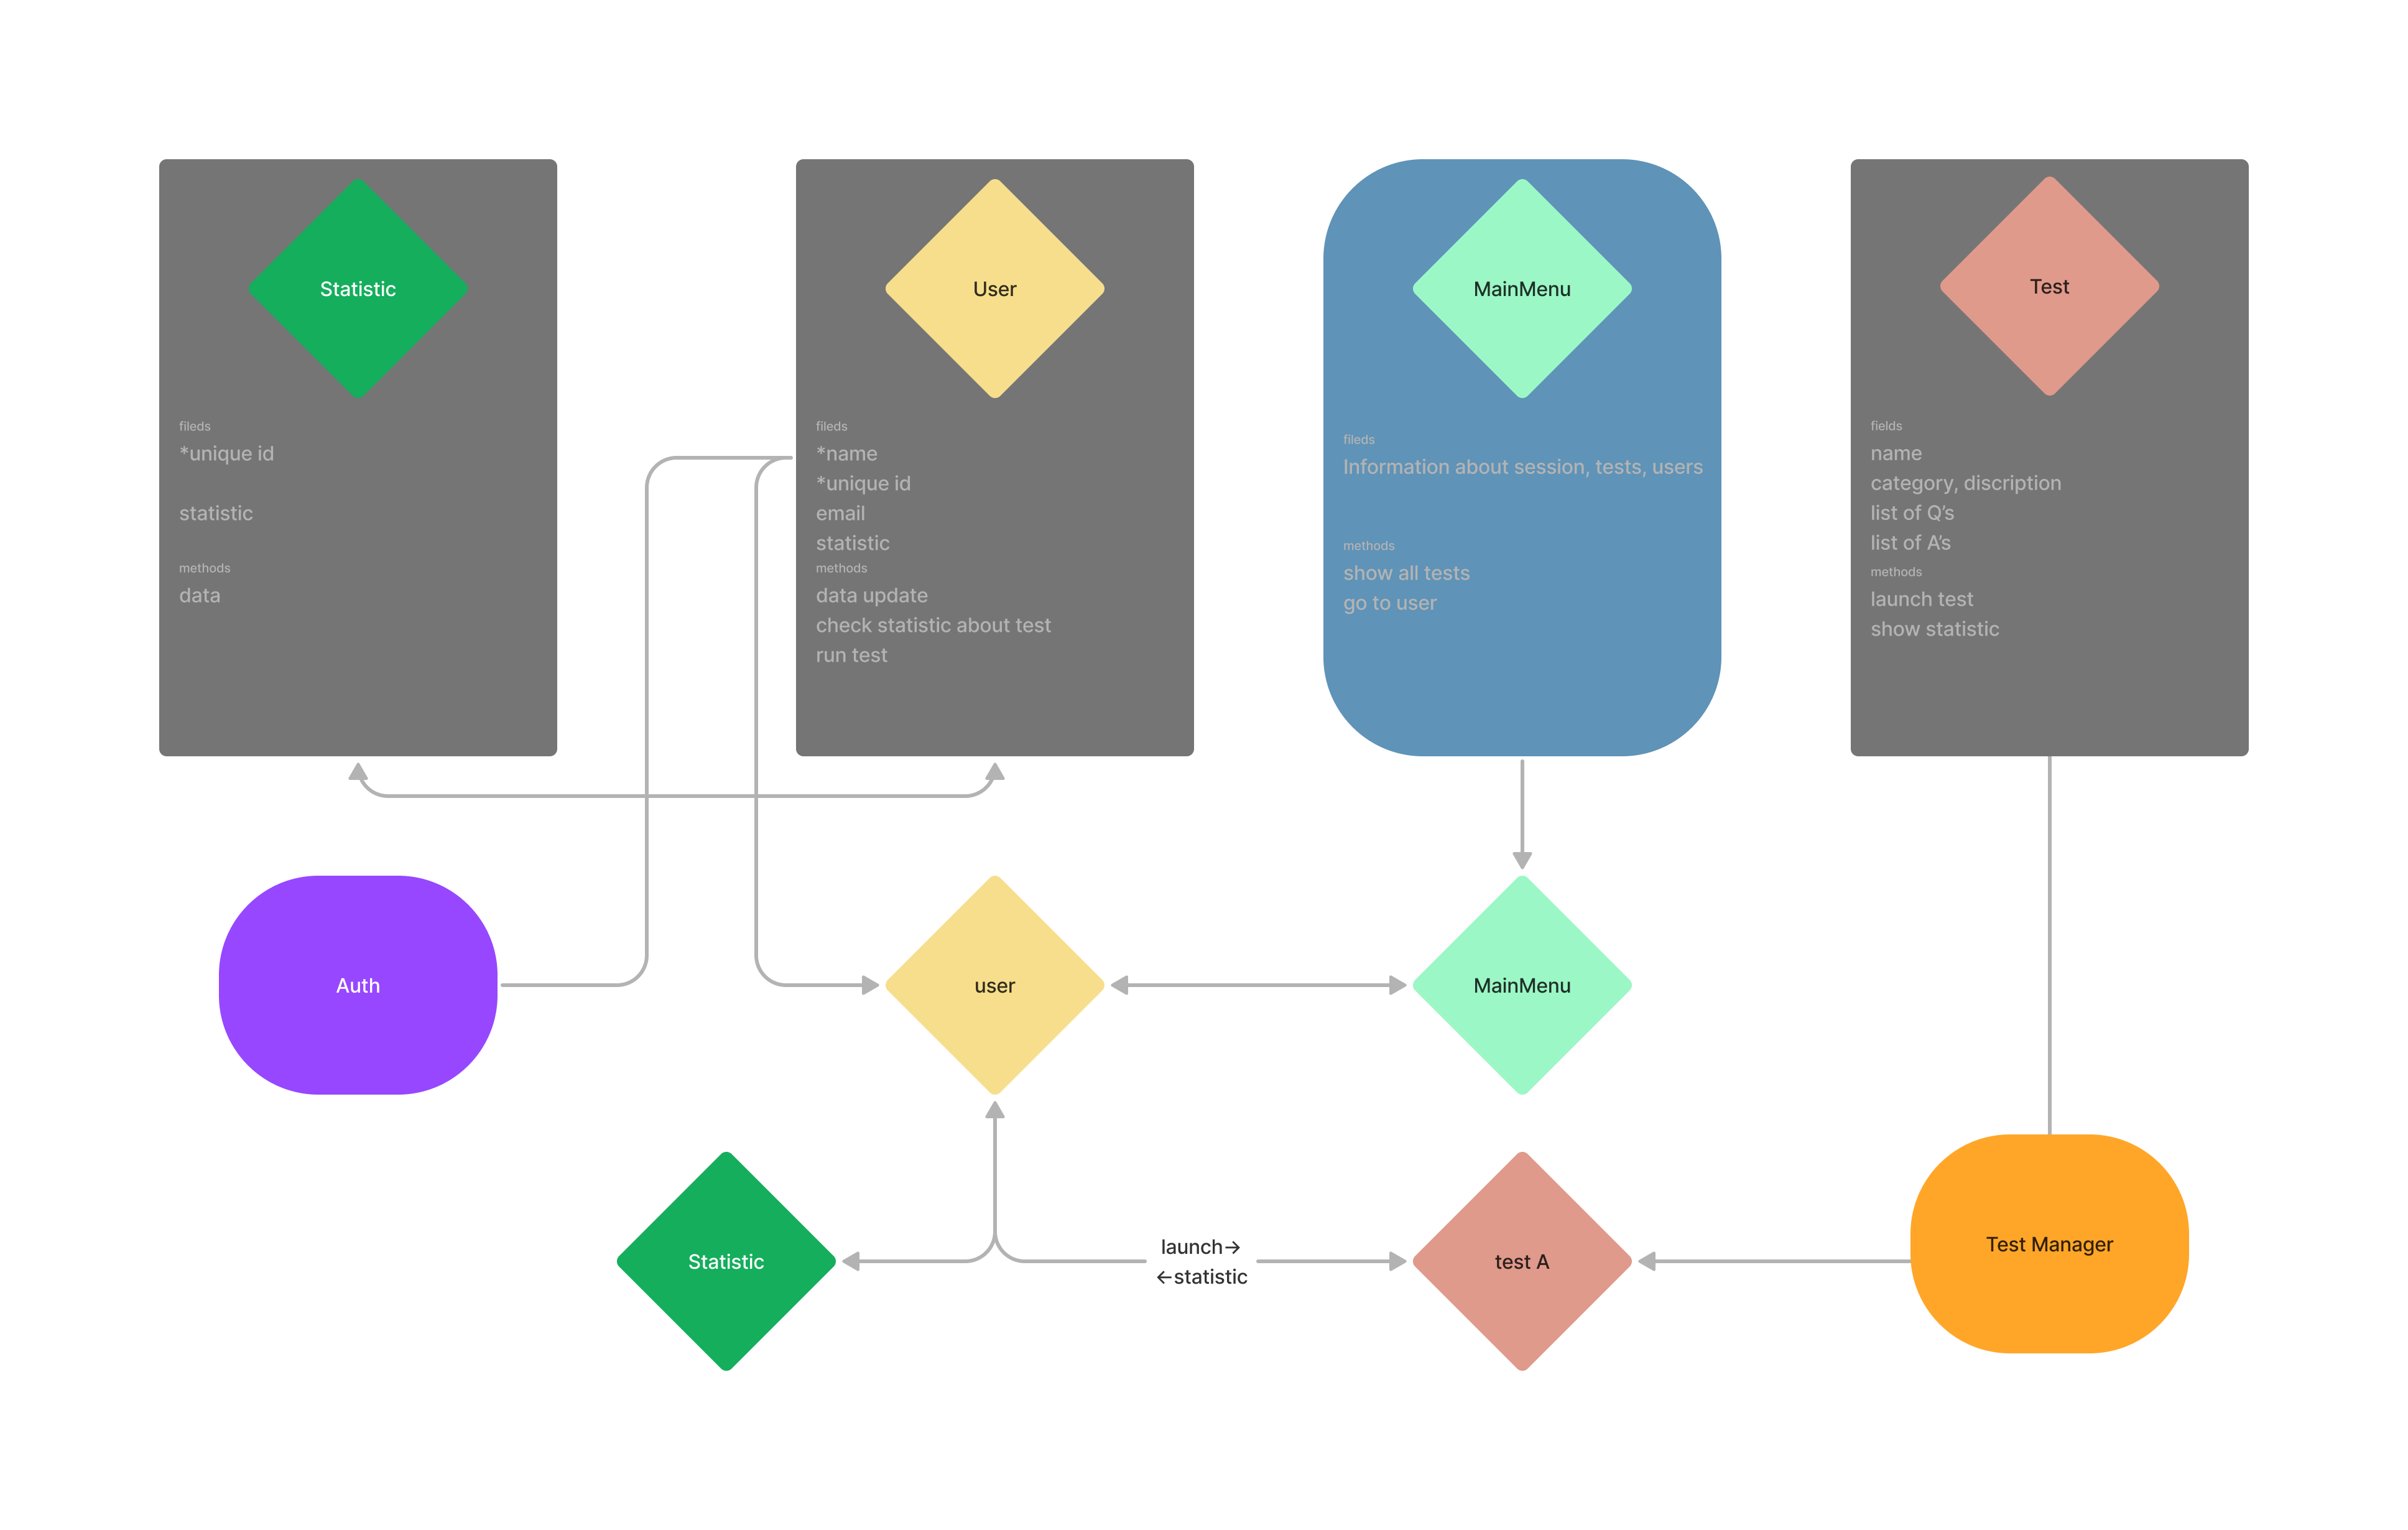 Statistic
fileds
*unique id
statistic
methods
data
User
fileds
*name
*unique id
email
statistic
methods
data update
check statistic about test
run test
MainMenu
fileds
Information about session, tests, users
methods
show all tests
go to user
Test
fields
name
category, discription
list of Q’s
list of A’s
methods
launch test
show statistic
Auth
user
MainMenu
Statistic
launch→
←statistic
test A
Test Manager